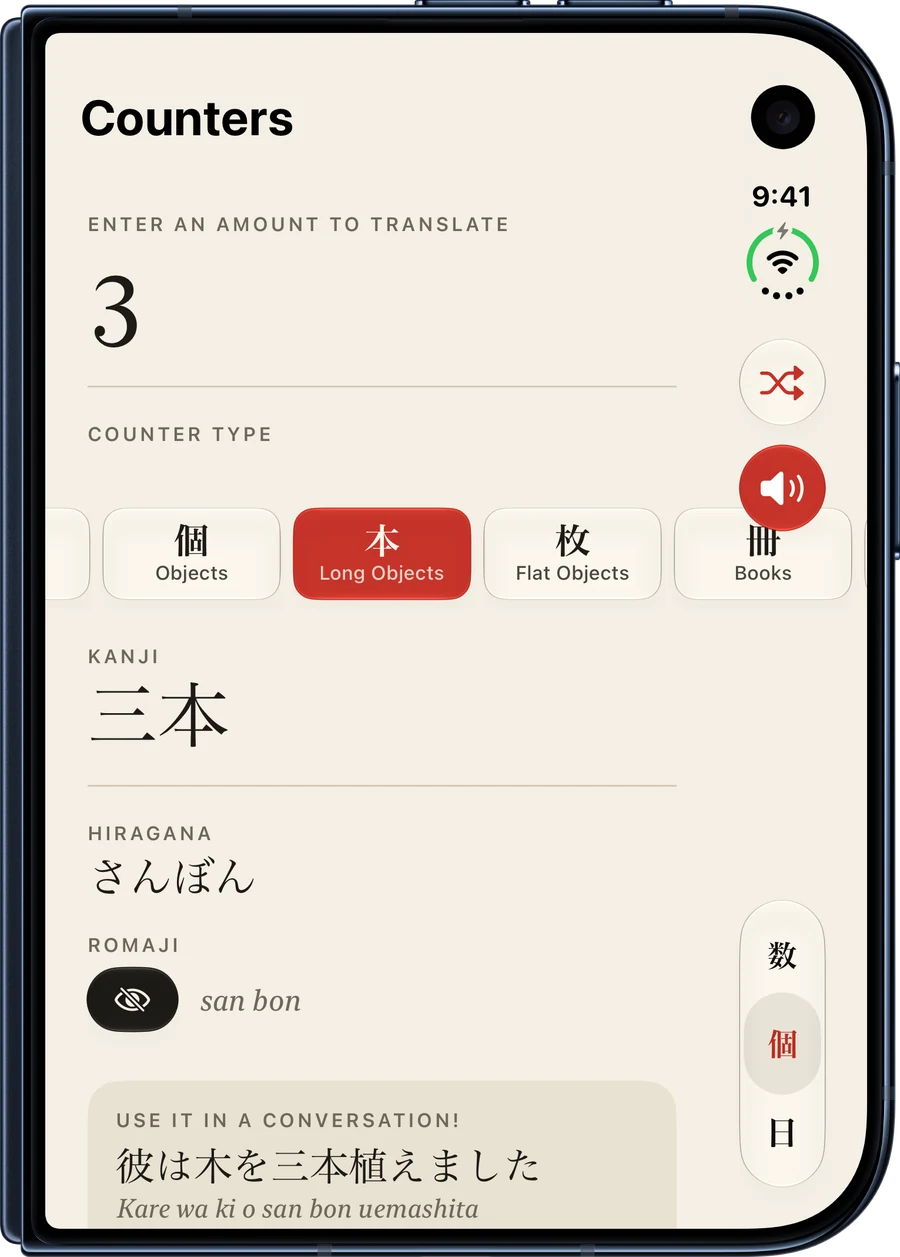 Counters
9:41
ENTER AN AMOUNT TO TRANSLATE
3
COUNTER TYPE
個
Objects
本
Long Objects
枚
Flat Objects
冊
Books
KANJI
三本
HIRAGANA
さんぼん
ROMAJI
san bon
USE IT IN A CONVERSATION!
彼は木を三本植えました
Kare wa ki o san bon uemashita
数
個
日